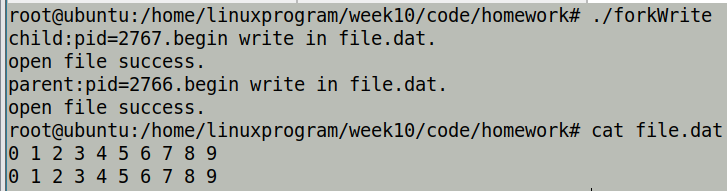 root@ubuntu:/home/linuxprogram/week10/code/homework# ./forkWrite
child:pid=2767.begin write in file.dat.
open file success.
parent:pid=2766.begin write in file.dat.
open file success.
root@ubuntu:/home/linuxprogram/week10/code/homework# cat file.dat
0 1 2 3 4 5 6 7 8 9
0 1 2 3 4 5 6 7 8 9